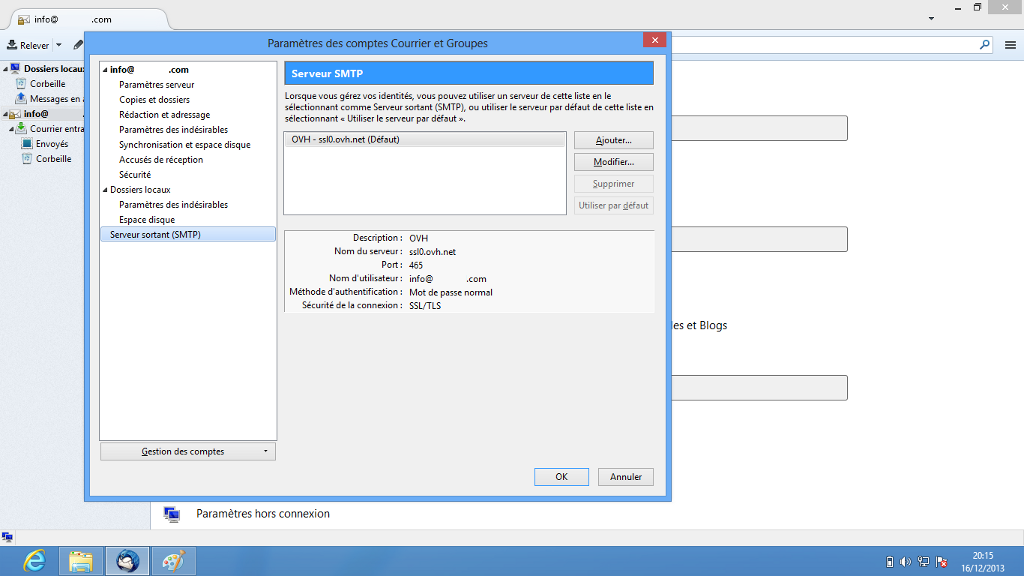 info@ .com
Relever
Dossiers locau
Corbeille
Messages en a
info@
Courrier entra
Envoyés
Corbeille
Paramètres des comptes Courrier et Groupes
info@ .com
Paramètres serveur
Copies et dossiers
Rédaction et adressage
Paramètres des indésirables
Synchronisation et espace disque
Accusés de réception
Sécurité
Dossiers locaux
Paramètres des indésirables
Espace disque
Serveur sortant (SMTP)
Gestion des comptes
Serveur SMTP
Lorsque vous gérez vos identités, vous pouvez utiliser un serveur de cette liste en le
sélectionnant comme Serveur sortant (SMTP), ou utiliser le serveur par défaut de cette liste en
sélectionnant « Utiliser le serveur par défaut ».
OVH - ssl0.ovh.net (Défaut)
Ajouter...
Modifier...
Supprimer
Utiliser par défaut
Description : OVH
Nom du serveur : ssl0.ovh.net
Port : 465
Nom d'utilisateur : info@ .com
Méthode d'authentification : Mot de passe normal
Sécurité de la connexion : SSL/TLS
OK
Annuler
les et Blogs
Paramètres hors connexion
20:15
16/12/2013